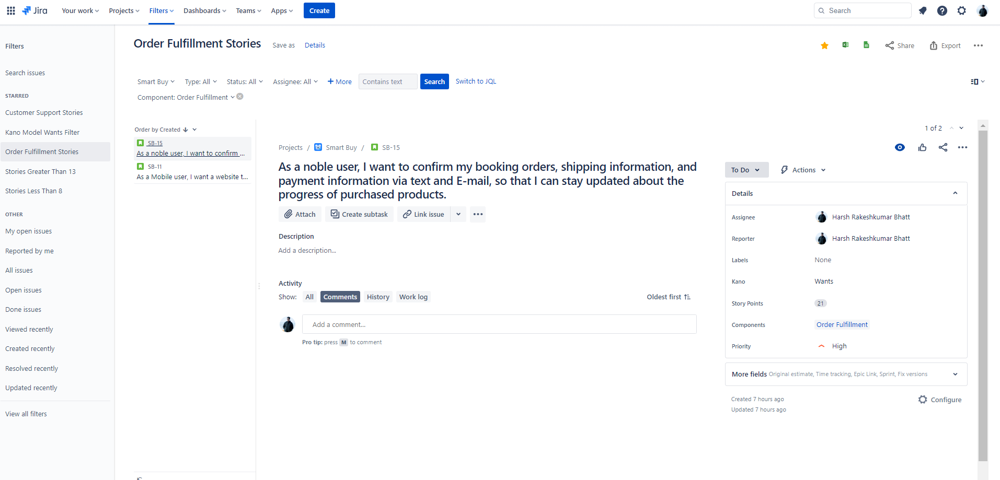 Jira
Your work
Projects
Filters
Dashboards
Teams
Apps
Create
Search
Filters
Search issues
STARRED
Customer Support Stories
Kano Model Wants Filter
Order Fulfillment Stories
Stories Greater Than 13
Stories Less Than 8
OTHER
My open issues
Reported by me
All issues
Open issues
Done issues
Viewed recently
Created recently
Resolved recently
Updated recently
View all filters
Order Fulfillment Stories
Save as
Details
Share
Export
Smart Buy
Type: All
Status: All
Assignee: All
+ More
Contains text
Search
Switch to JQL
Component: Order Fulfillment
Order by Created
SB-15
As a noble user, I want to confirm ...
SB-11
As a Mobile user, I want a website t...
1 of 2
Projects / Smart Buy / SB-15
As a noble user, I want to confirm my booking orders, shipping information, and
payment information via text and E-mail, so that I can stay updated about the
progress of purchased products.
Attach
Create subtask
Link issue
Description
Add a description...
Activity
Show:
All
Comments
History
Work log
Oldest first
Add a comment...
Pro tip: press M to comment
To Do
Actions
Details
Assignee
Harsh Rakeshkumar Bhatt
Reporter
Harsh Rakeshkumar Bhatt
Labels
None
Kano
Wants
Story Points
21
Components
Order Fulfillment
Priority
High
More fields Original estimate, Time tracking, Epic Link, Sprint, Fix versions
Created 7 hours ago
Updated 7 hours ago
Configure